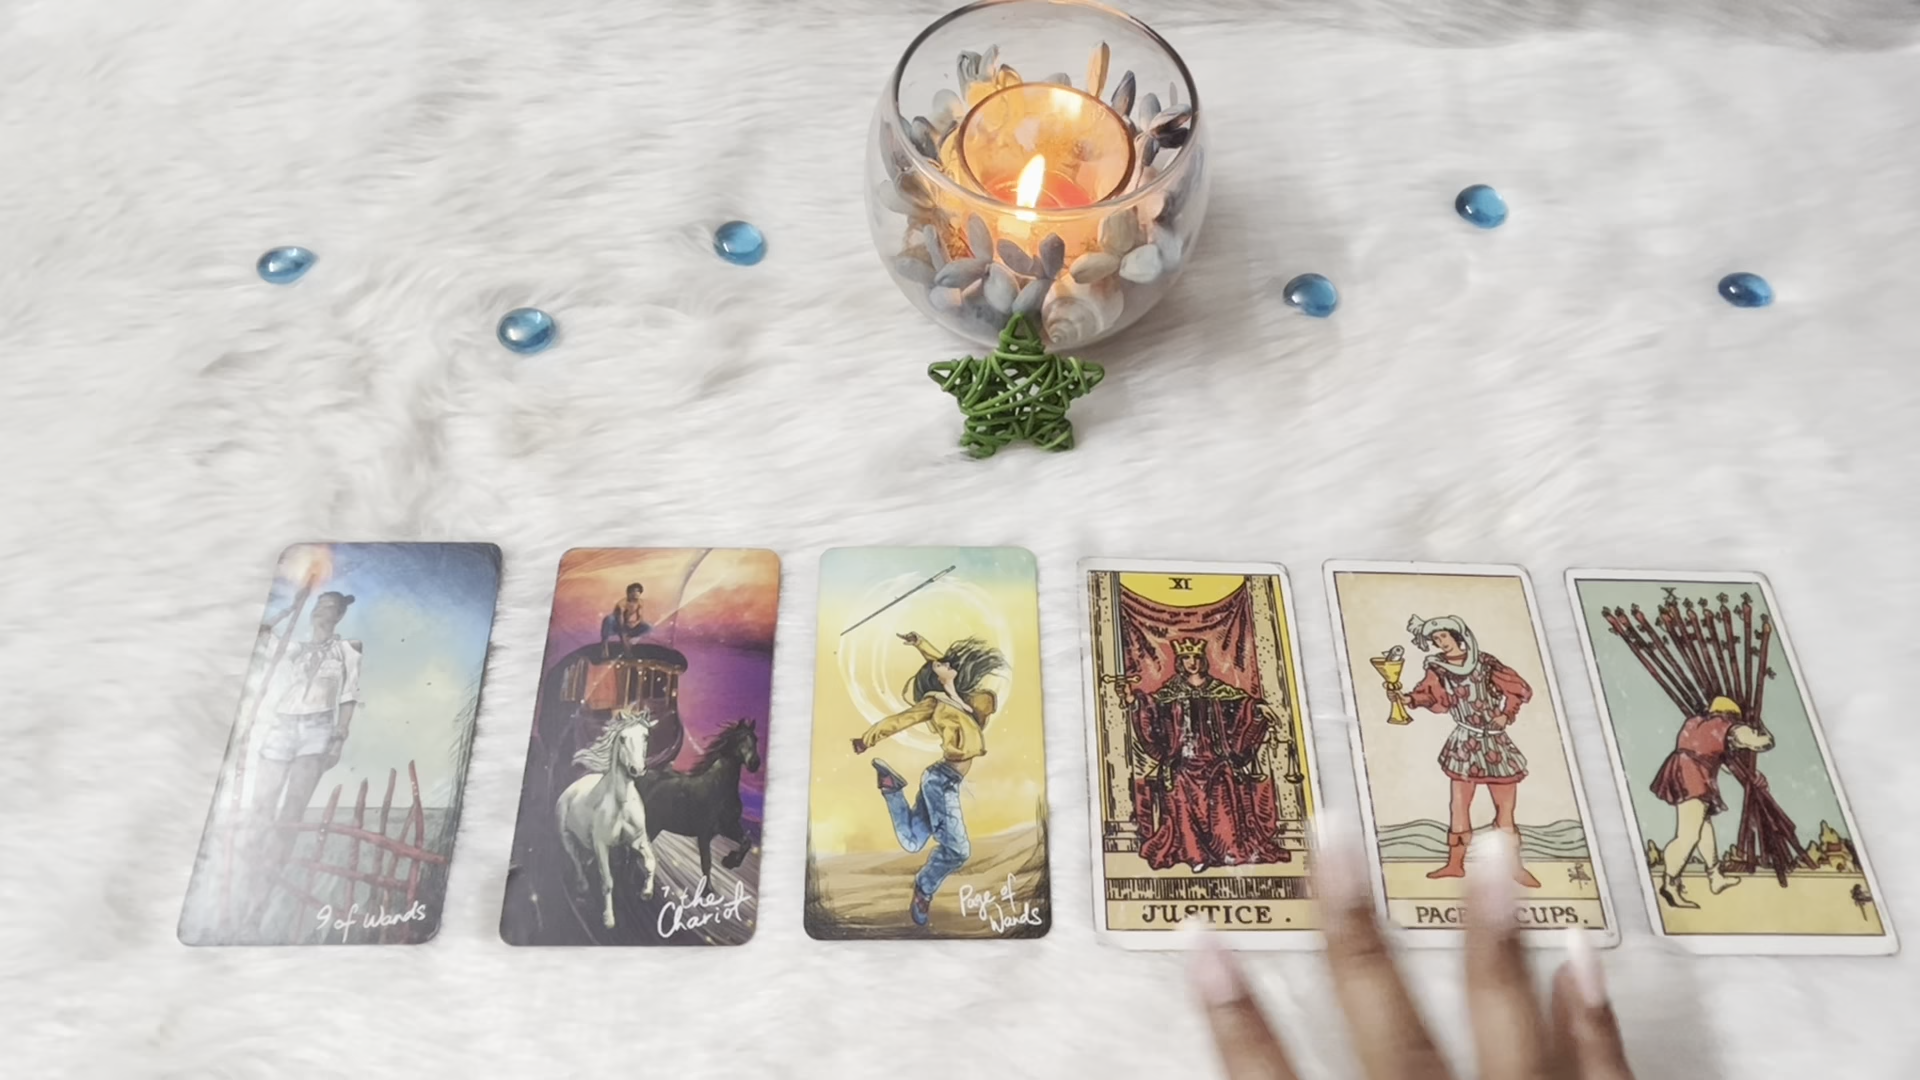 9 of Wands
7. the
Chariot
Page of
Wands
XI
JUSTICE.
PAGE CUPS.
X